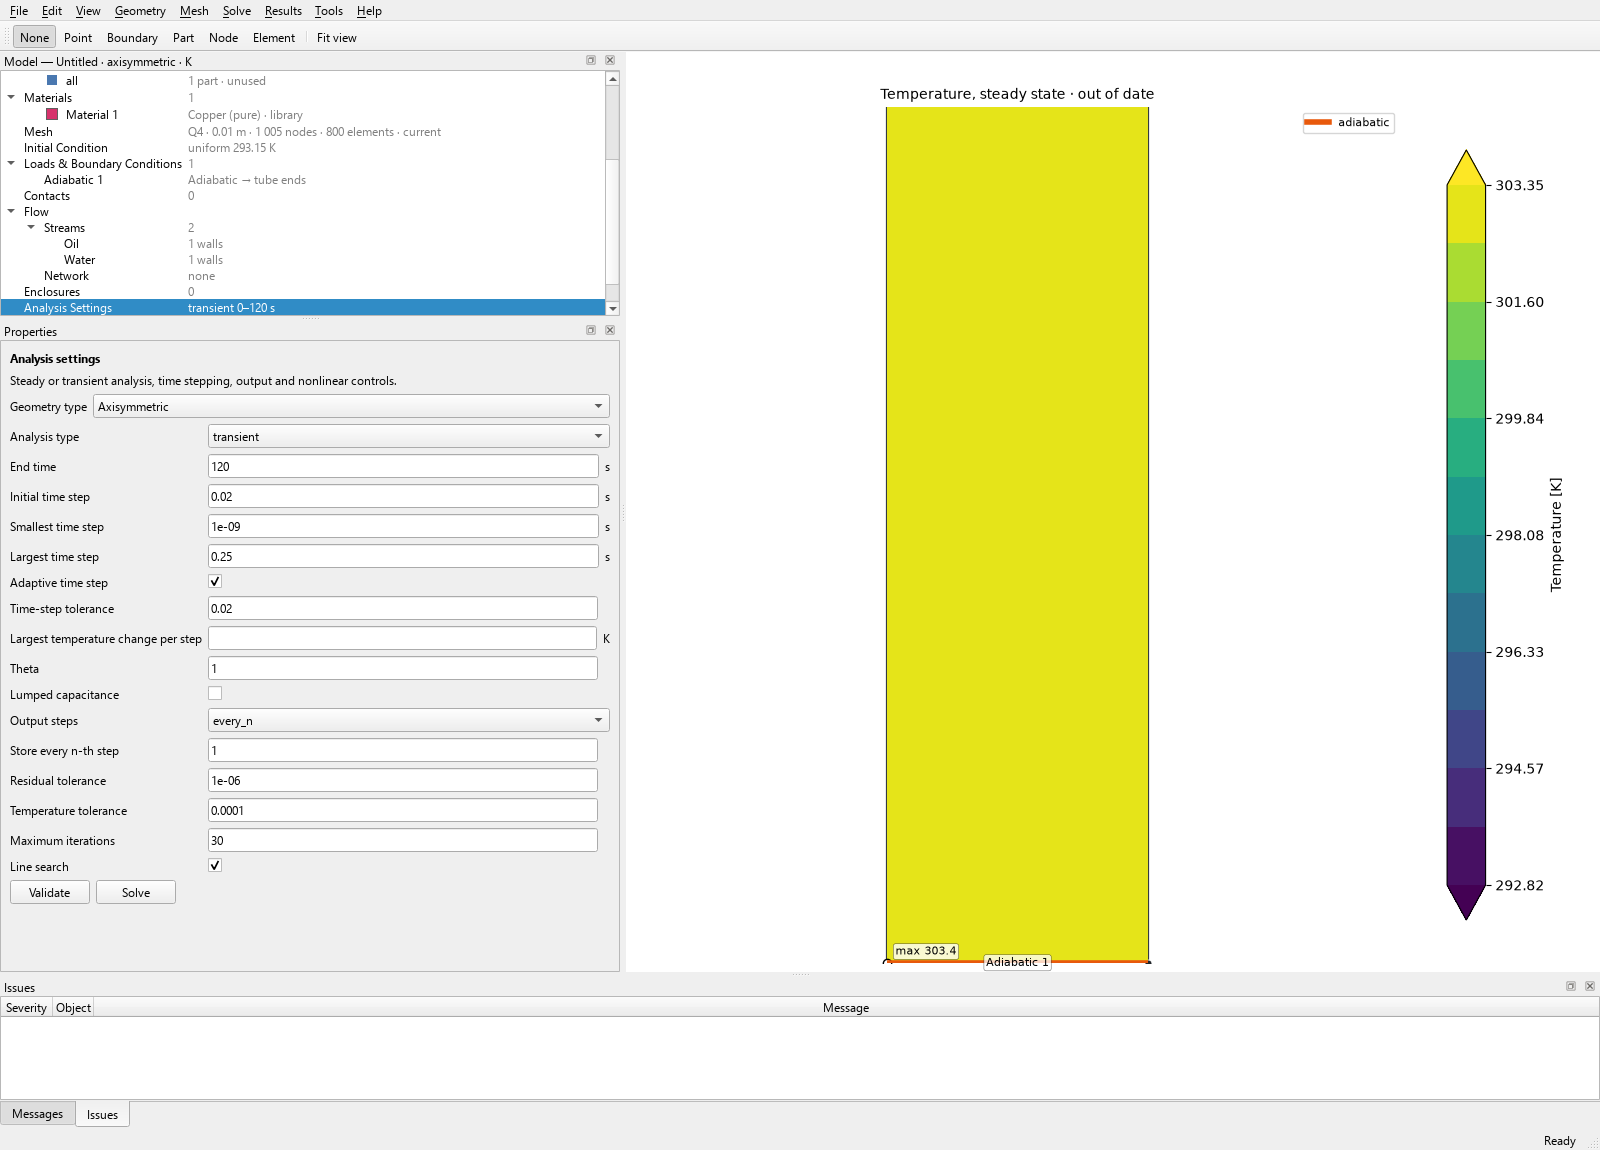 File Edit View Geometry Mesh Solve Results Tools Help
None Point Boundary Part Node Element Fit view
Model — Untitled · axisymmetric · K
all 1 part · unused
Materials 1
Material 1 Copper (pure) · library
Mesh Q4 · 0.01 m · 1 005 nodes · 800 elements · current
Initial Condition uniform 293.15 K
Loads & Boundary Conditions 1
Adiabatic 1 Adiabatic → tube ends
Contacts 0
Flow
Streams 2
Oil 1 walls
Water 1 walls
Network none
Enclosures 0
Analysis Settings transient 0–120 s
Properties
Analysis settings
Steady or transient analysis, time stepping, output and nonlinear controls.
Geometry type Axisymmetric
Analysis type transient
End time 120 s
Initial time step 0.02 s
Smallest time step 1e-09 s
Largest time step 0.25 s
Adaptive time step
Time-step tolerance 0.02
Largest temperature change per step K
Theta 1
Lumped capacitance
Output steps every_n
Store every n-th step 1
Residual tolerance 1e-06
Temperature tolerance 0.0001
Maximum iterations 30
Line search
Validate Solve
Temperature, steady state · out of date
adiabatic
303.35
301.60
299.84
298.08
296.33
294.57
292.82
Temperature [K]
max 303.4
Adiabatic 1
Issues
Severity Object Message
Messages Issues
Ready